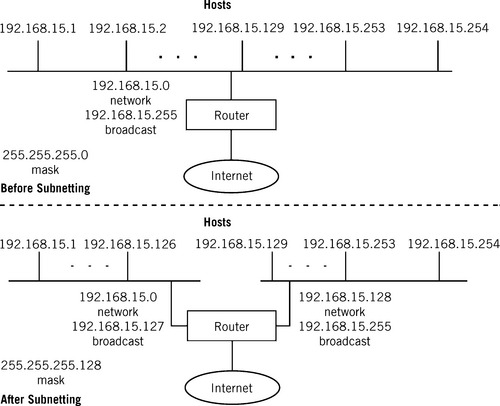 Hosts
192.168.15.1 192.168.15.2 192.168.15.129 192.168.15.253 192.168.15.254
. . . . . .
192.168.15.0
network
192.168.15.255
broadcast
Router
255.255.255.0
mask
Before Subnetting
Internet
Hosts
192.168.15.1 192.168.15.126 192.168.15.129 192.168.15.253 192.168.15.254
. . . . . .
192.168.15.0
network
192.168.15.127
broadcast
Router
192.168.15.128
network
192.168.15.255
broadcast
255.255.255.128
mask
After Subnetting
Internet